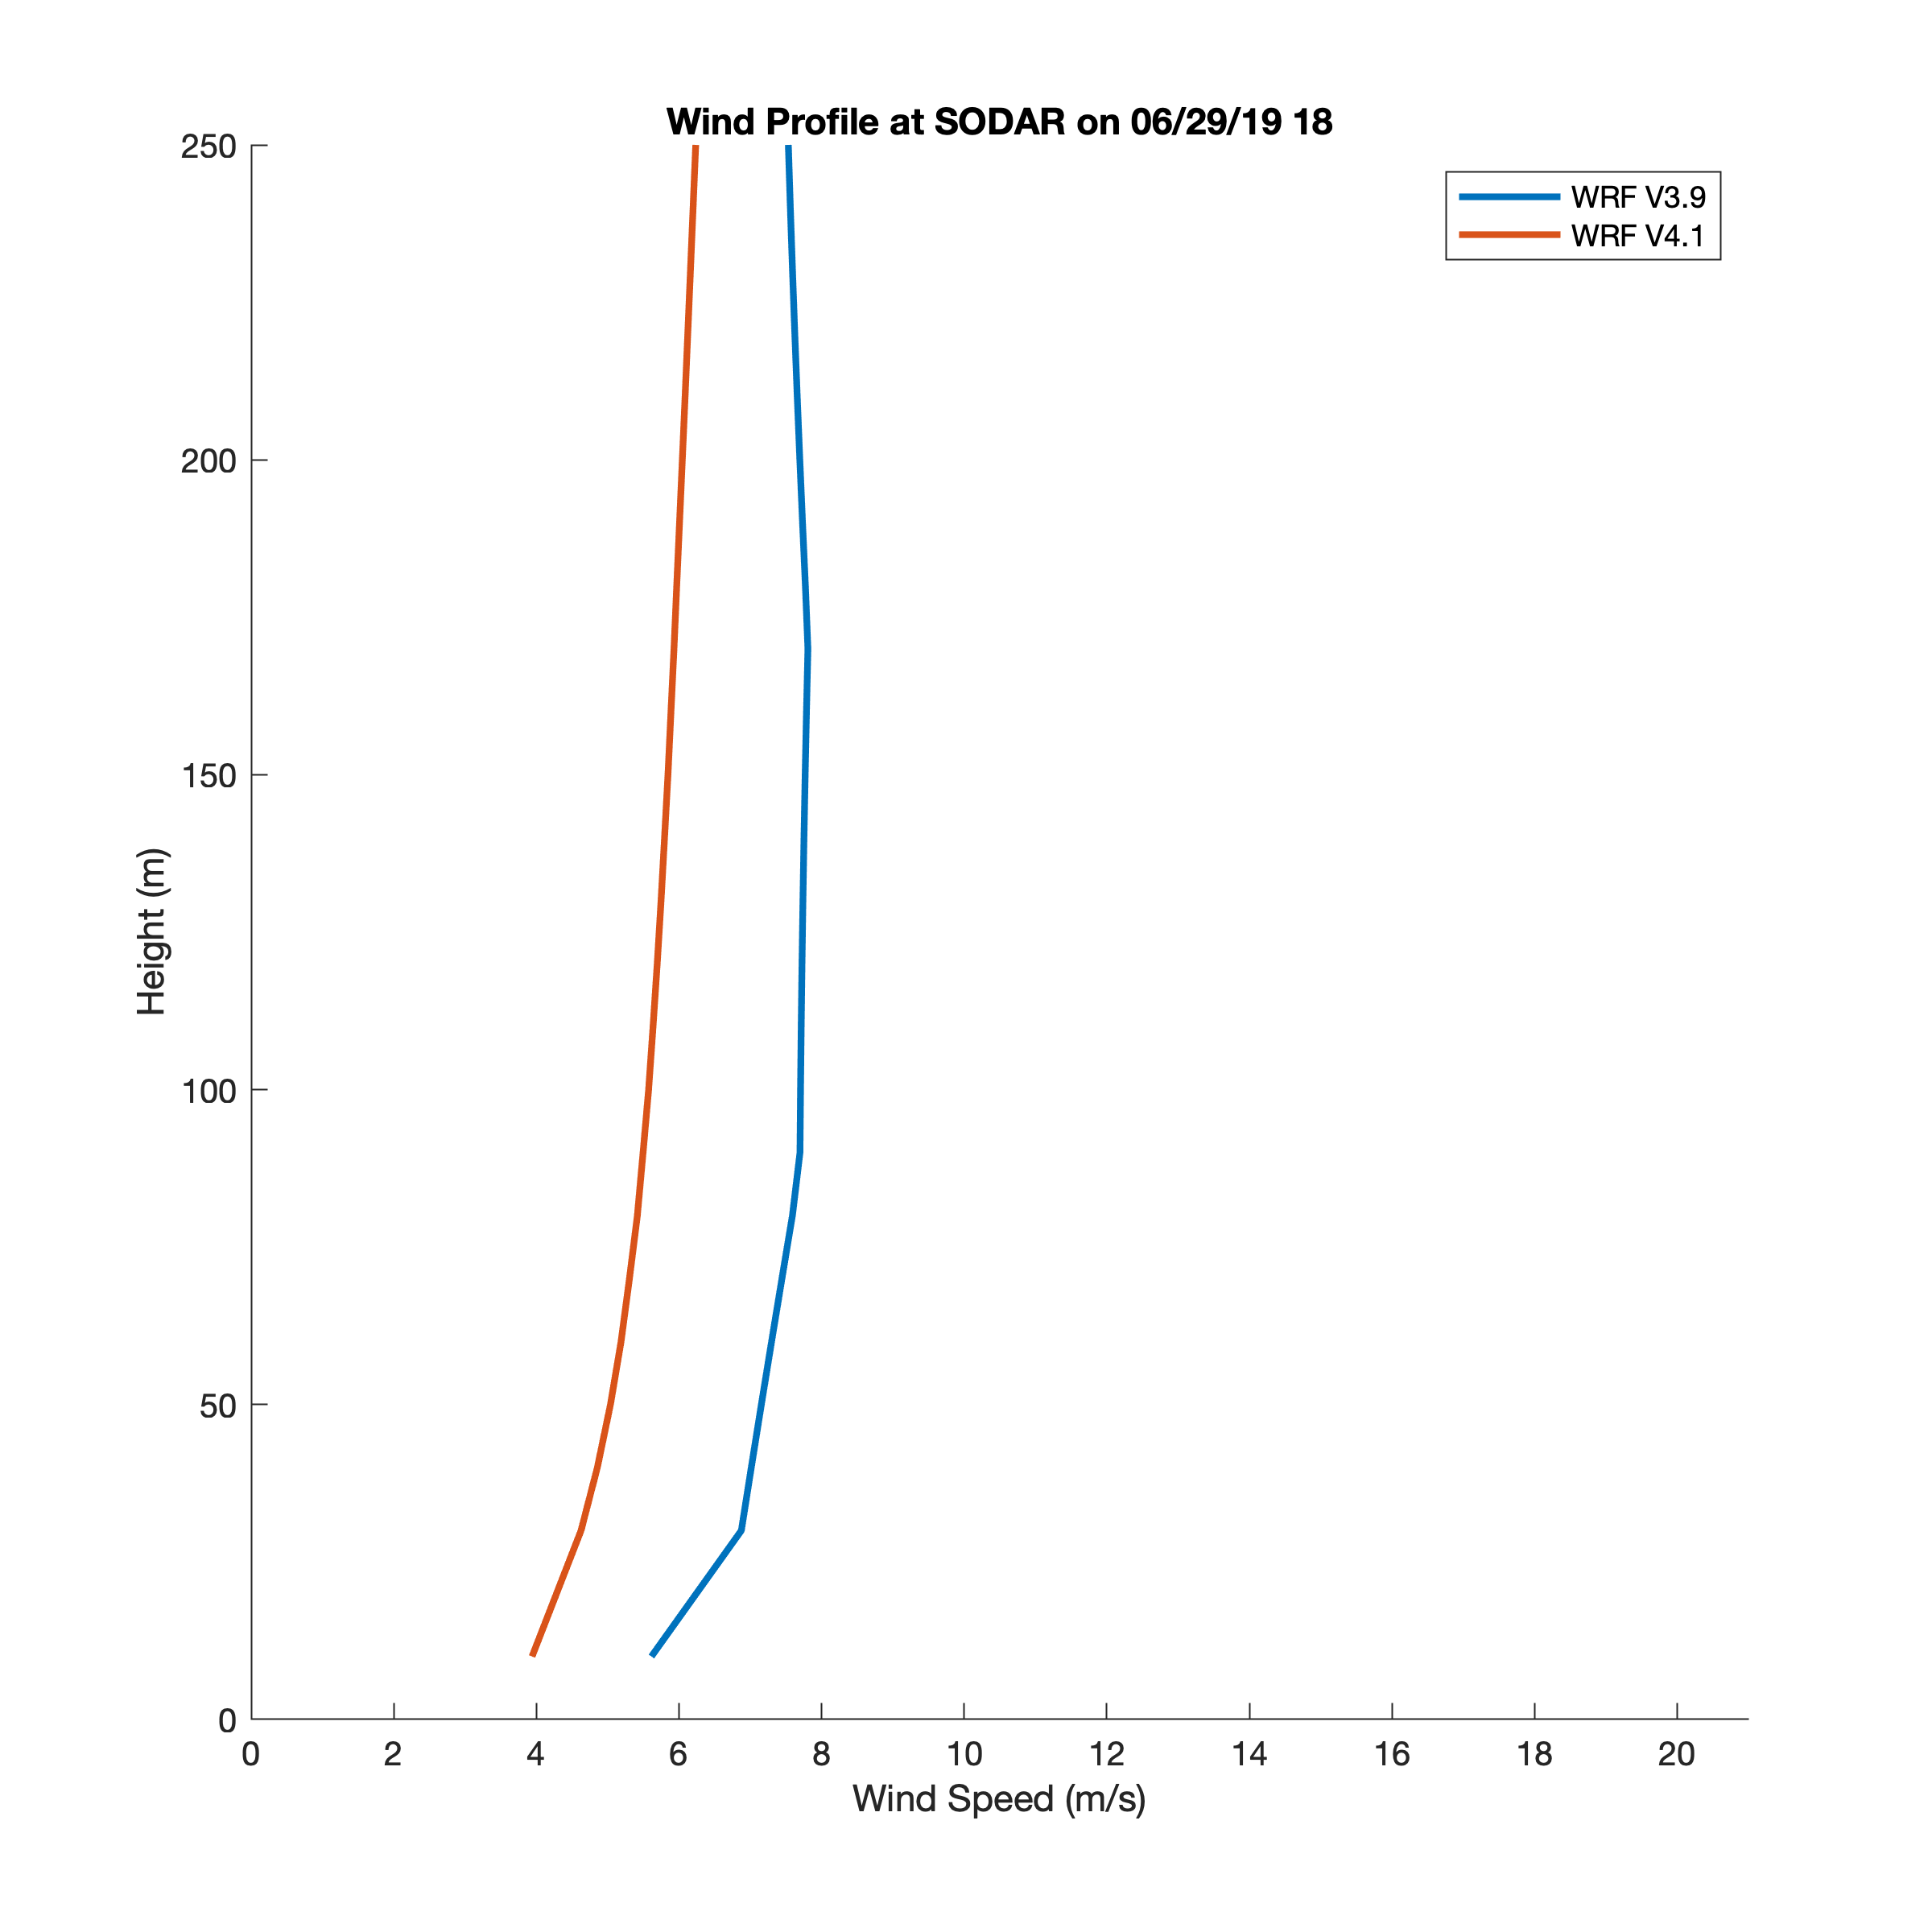 Wind Profile at SODAR on 06/29/19 18
WRF V3.9
WRF V4.1
250
200
150
100
50
0
Height (m)
0 2 4 6 8 10 12 14 16 18 20
Wind Speed (m/s)